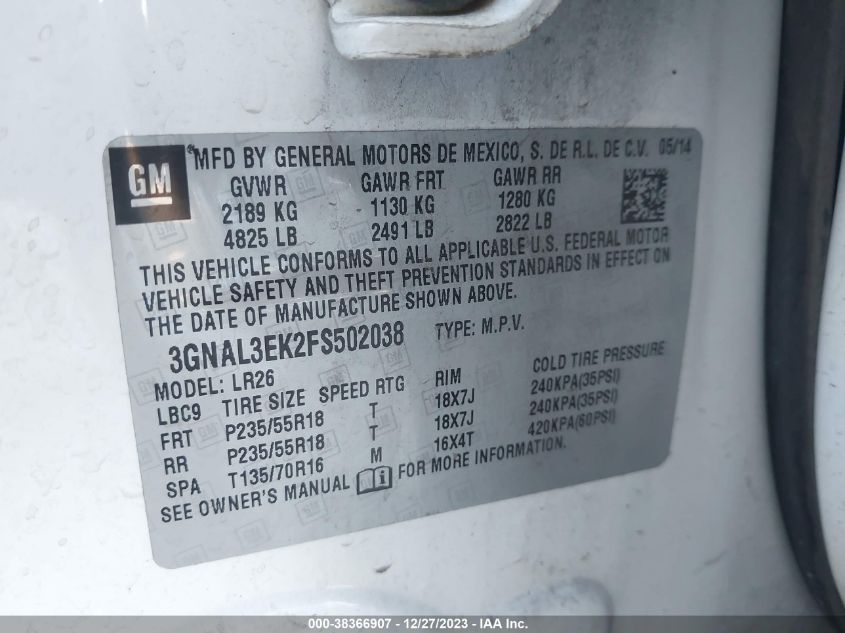 GM
®MFD BY GENERAL MOTORS DE MEXICO, S. DE R.L. DE C.V. 05/14
GVWR GAWR FRT GAWR RR
2189 KG 1130 KG 1280 KG
4825 LB 2491 LB 2822 LB
THIS VEHICLE CONFORMS TO ALL APPLICABLE U.S. FEDERAL MOTOR
VEHICLE SAFETY AND THEFT PREVENTION STANDARDS IN EFFECT ON
THE DATE OF MANUFACTURE SHOWN ABOVE.
3GNAL3EK2FS502038 TYPE: M.P.V.
MODEL: LR26
LBC9 TIRE SIZE SPEED RTG RIM COLD TIRE PRESSURE
FRT P235/55R18 T 18X7J 240KPA(35PSI)
RR P235/55R18 T 18X7J 240KPA(35PSI)
SPA T135/70R16 M 16X4T 420KPA(60PSI)
SEE OWNER'S MANUAL i FOR MORE INFORMATION.
000-38366907 - 12/27/2023 - IAA Inc.